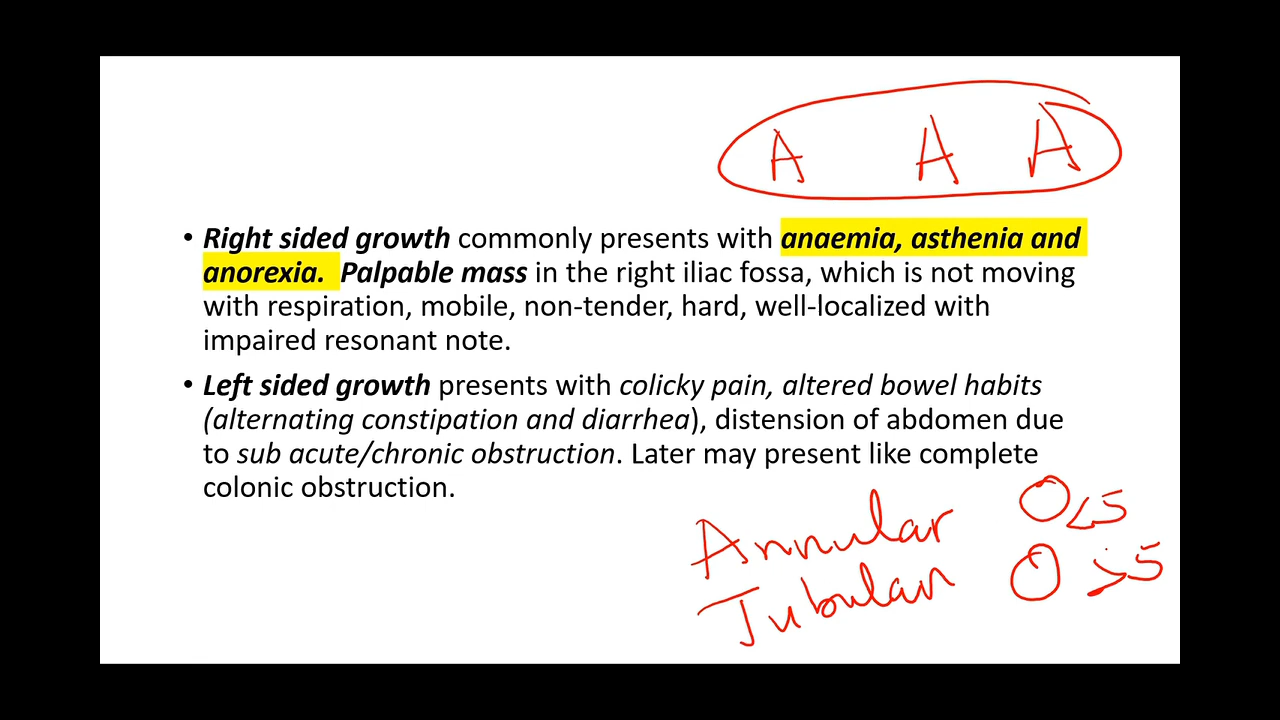 A A A
• Right sided growth commonly presents with anaemia, asthenia and
anorexia. Palpable mass in the right iliac fossa, which is not moving
with respiration, mobile, non-tender, hard, well-localized with
impaired resonant note.
• Left sided growth presents with colicky pain, altered bowel habits
(alternating constipation and diarrhea), distension of abdomen due
to sub acute/chronic obstruction. Later may present like complete
colonic obstruction.
Annular <5
Tubular >5